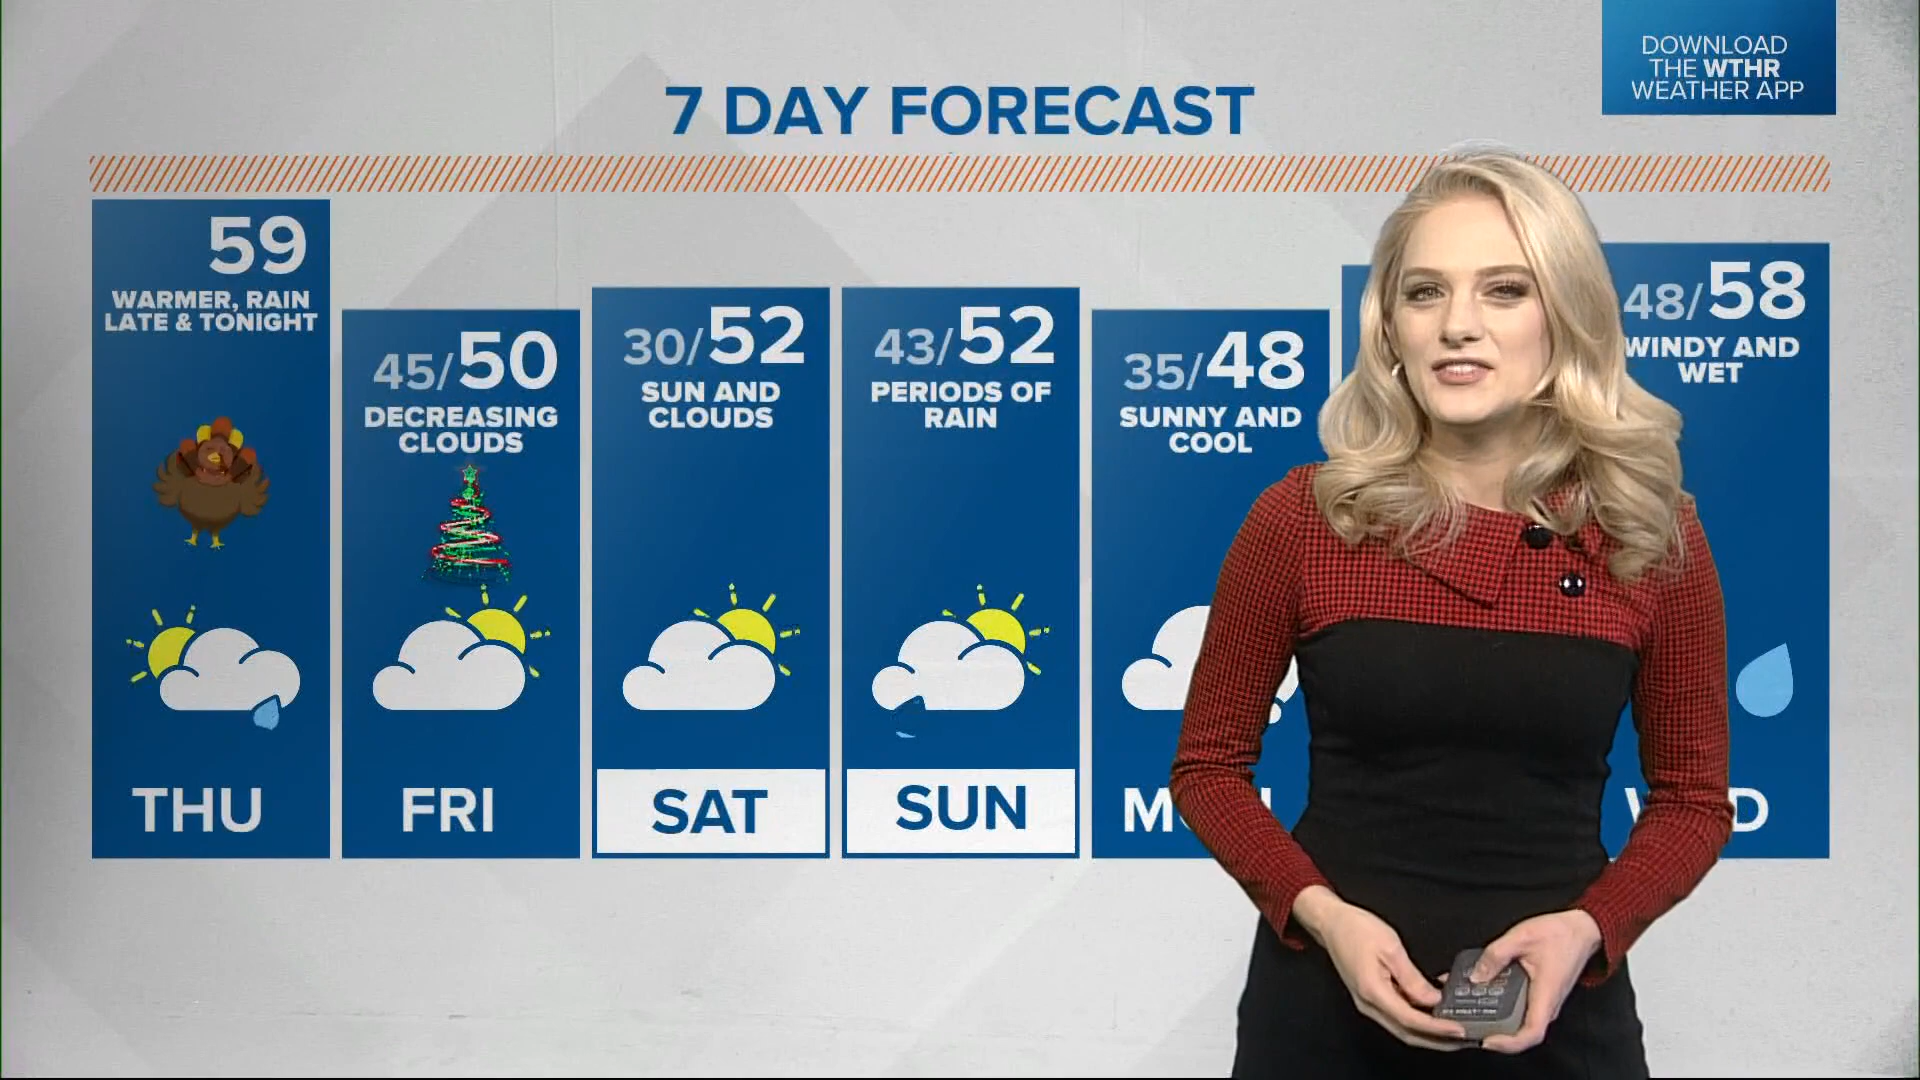 DOWNLOAD
THE WTHR
WEATHER APP
7 DAY FORECAST
59
WARMER, RAIN
LATE & TONIGHT
THU
45/50
DECREASING
CLOUDS
FRI
30/52
SUN AND
CLOUDS
SAT
43/52
PERIODS OF
RAIN
SUN
35/48
SUNNY AND
COOL
48/58
WINDY AND
WET